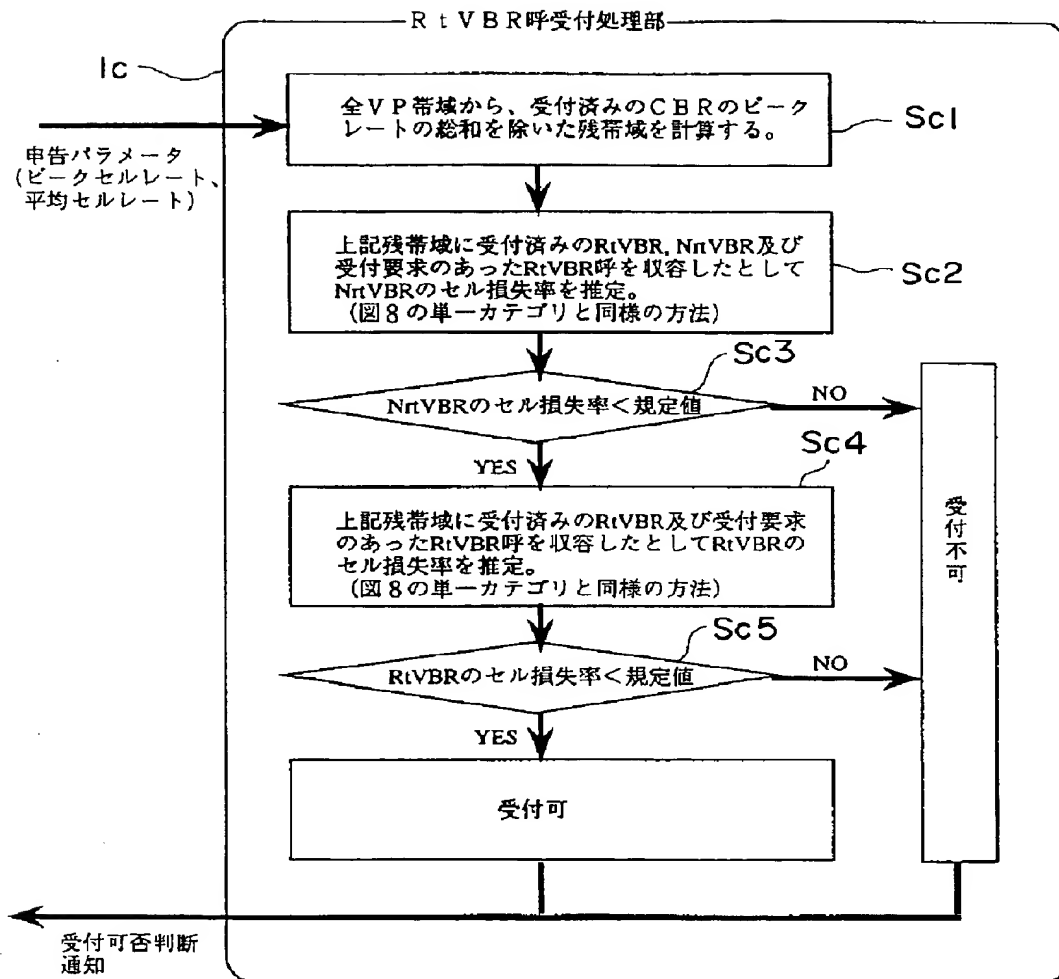 RtVBR呼受付処理部
1c
全VP帯域から、受付済みのCBRのピーク
レートの総和を除いた残帯域を計算する。
Sc1
申告パラメータ
(ピークセルレート、
平均セルレート)
上記残帯域に受付済みのRtVBR, NrtVBR及び
受付要求のあったRtVBR呼を収容したとして
NrtVBRのセル損失率を推定。
(図8の単一カテゴリと同様の方法)
Sc2
Sc3
NrtVBRのセル損失率<規定値
NO
YES
Sc4
上記残帯域に受付済みのRtVBR及び受付要求
のあったRtVBR呼を収容したとしてRtVBRの
セル損失率を推定。
(図8の単一カテゴリと同様の方法)
受付不可
Sc5
RtVBRのセル損失率<規定値
NO
YES
受付可
受付可否判断
通知